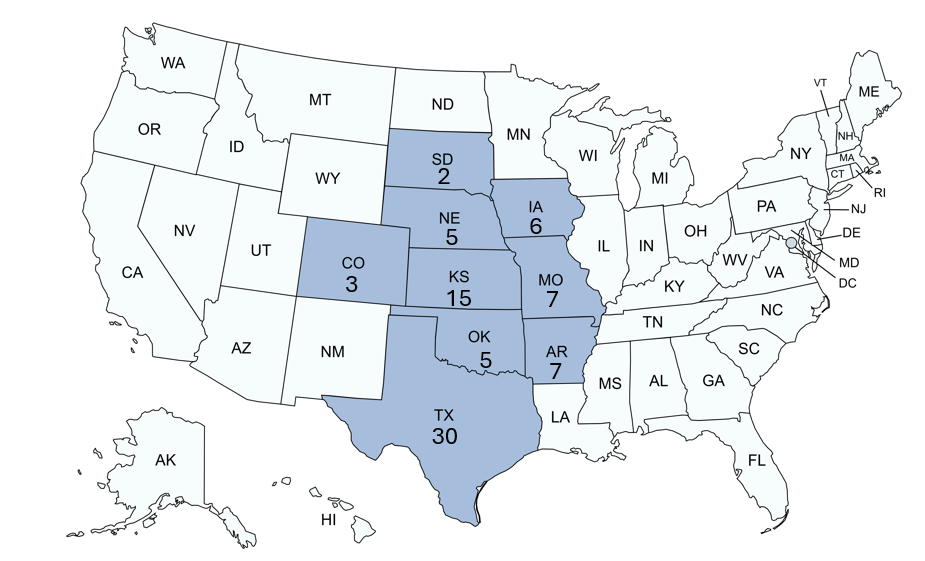 WA
OR
CA
ID
NV
MT
WY
UT
AZ
CO
3
NM
ND
SD
2
NE
5
KS
15
OK
5
TX
30
MN
IA
6
MO
7
AR
7
LA
WI
IL
MI
IN
OH
KY
TN
MS
AL
GA
FL
SC
NC
VA
WV
PA
NY
VT
NH
ME
MA
CT
RI
NJ
DE
MD
DC
AK
HI